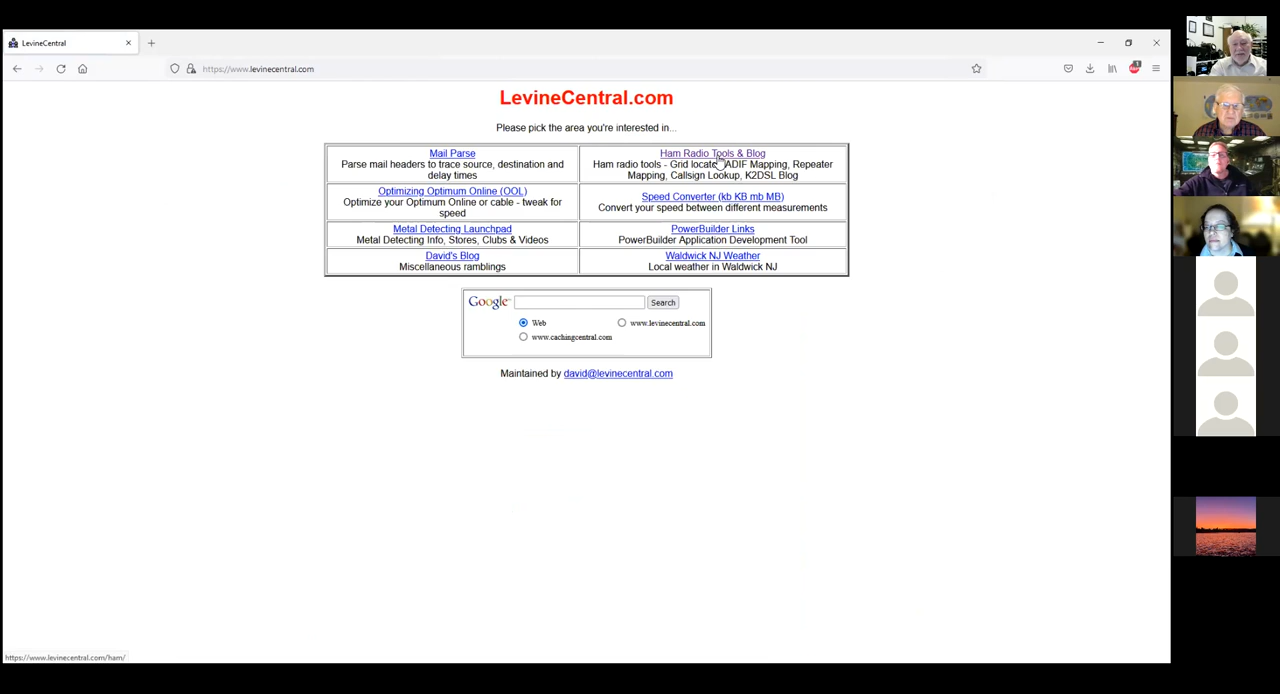 LevineCentral
https://www.levinecentral.com
1
LevineCentral.com
Please pick the area you're interested in...
Mail Parse
Parse mail headers to trace source, destination and
delay times
Ham Radio Tools & Blog
Ham radio tools - Grid locate ADIF Mapping, Repeater
Mapping, Callsign Lookup, K2DSL Blog
Optimizing Optimum Online (OOL)
Optimize your Optimum Online or cable - tweak for
speed
Speed Converter (kb KB mb MB)
Convert your speed between different measurements
Metal Detecting Launchpad
Metal Detecting Info, Stores, Clubs & Videos
PowerBuilder Links
PowerBuilder Application Development Tool
David's Blog
Miscellaneous ramblings
Waldwick NJ Weather
Local weather in Waldwick NJ
Google
Search
Web
www.levinecentral.com
www.cachingcentral.com
Maintained by david@levinecentral.com
https://www.levinecentral.com/ham/